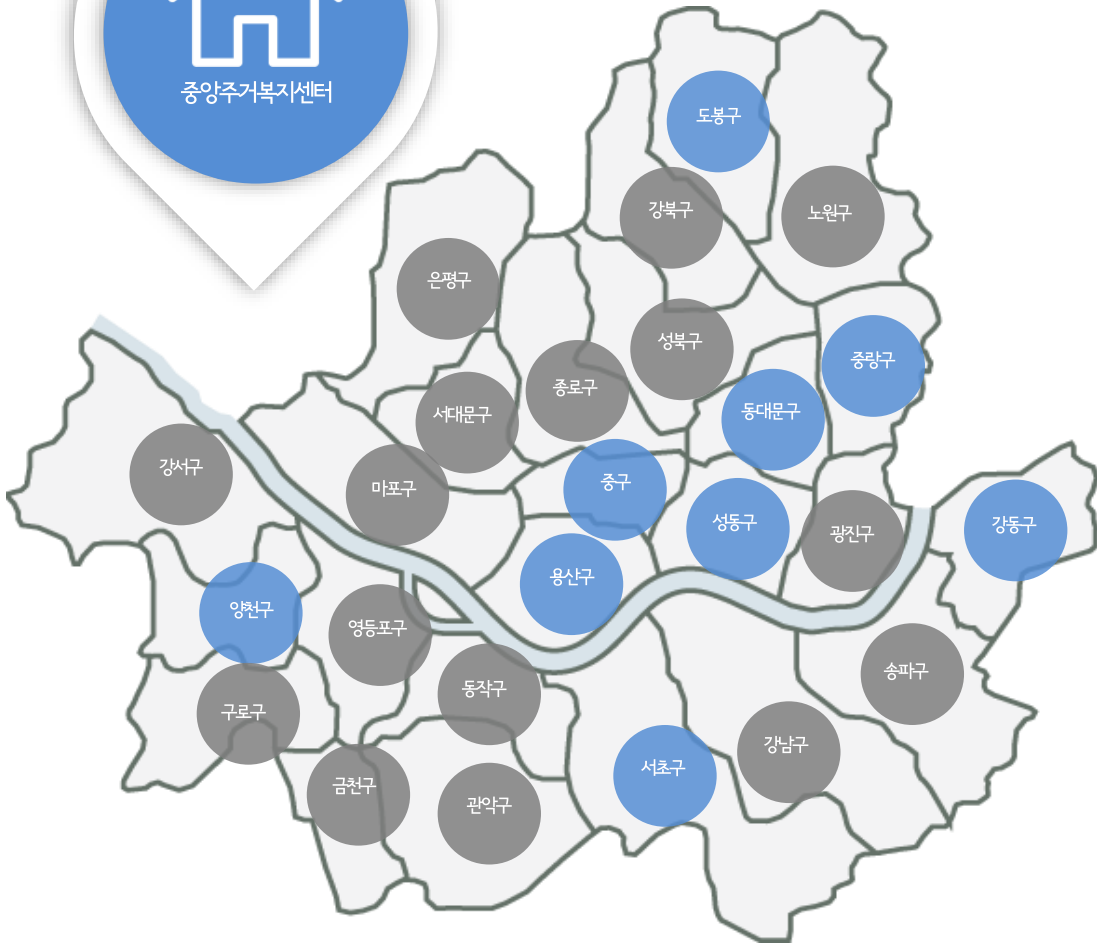 중앙주거복지센터
도봉구
강북구
노원구
은평구
성북구
중랑구
종로구
서대문구
동대문구
강서구
마포구
중구
성동구
광진구
강동구
용산구
양천구
영등포구
송파구
동작구
구로구
강남구
서초구
금천구
관악구